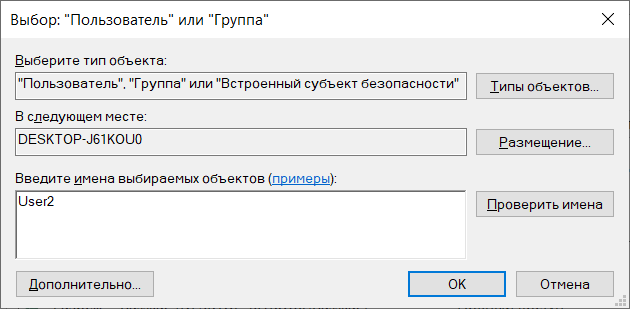 Выбор: "Пользователь" или "Группа"
Выберите тип объекта:
"Пользователь", "Группа" или "Встроенный субъект безопасности"
Типы объектов...
В следующем месте:
DESKTOP-J61KOU0
Размещение...
Введите имена выбираемых объектов (примеры):
User2
Проверить имена
Дополнительно...
OK
Отмена